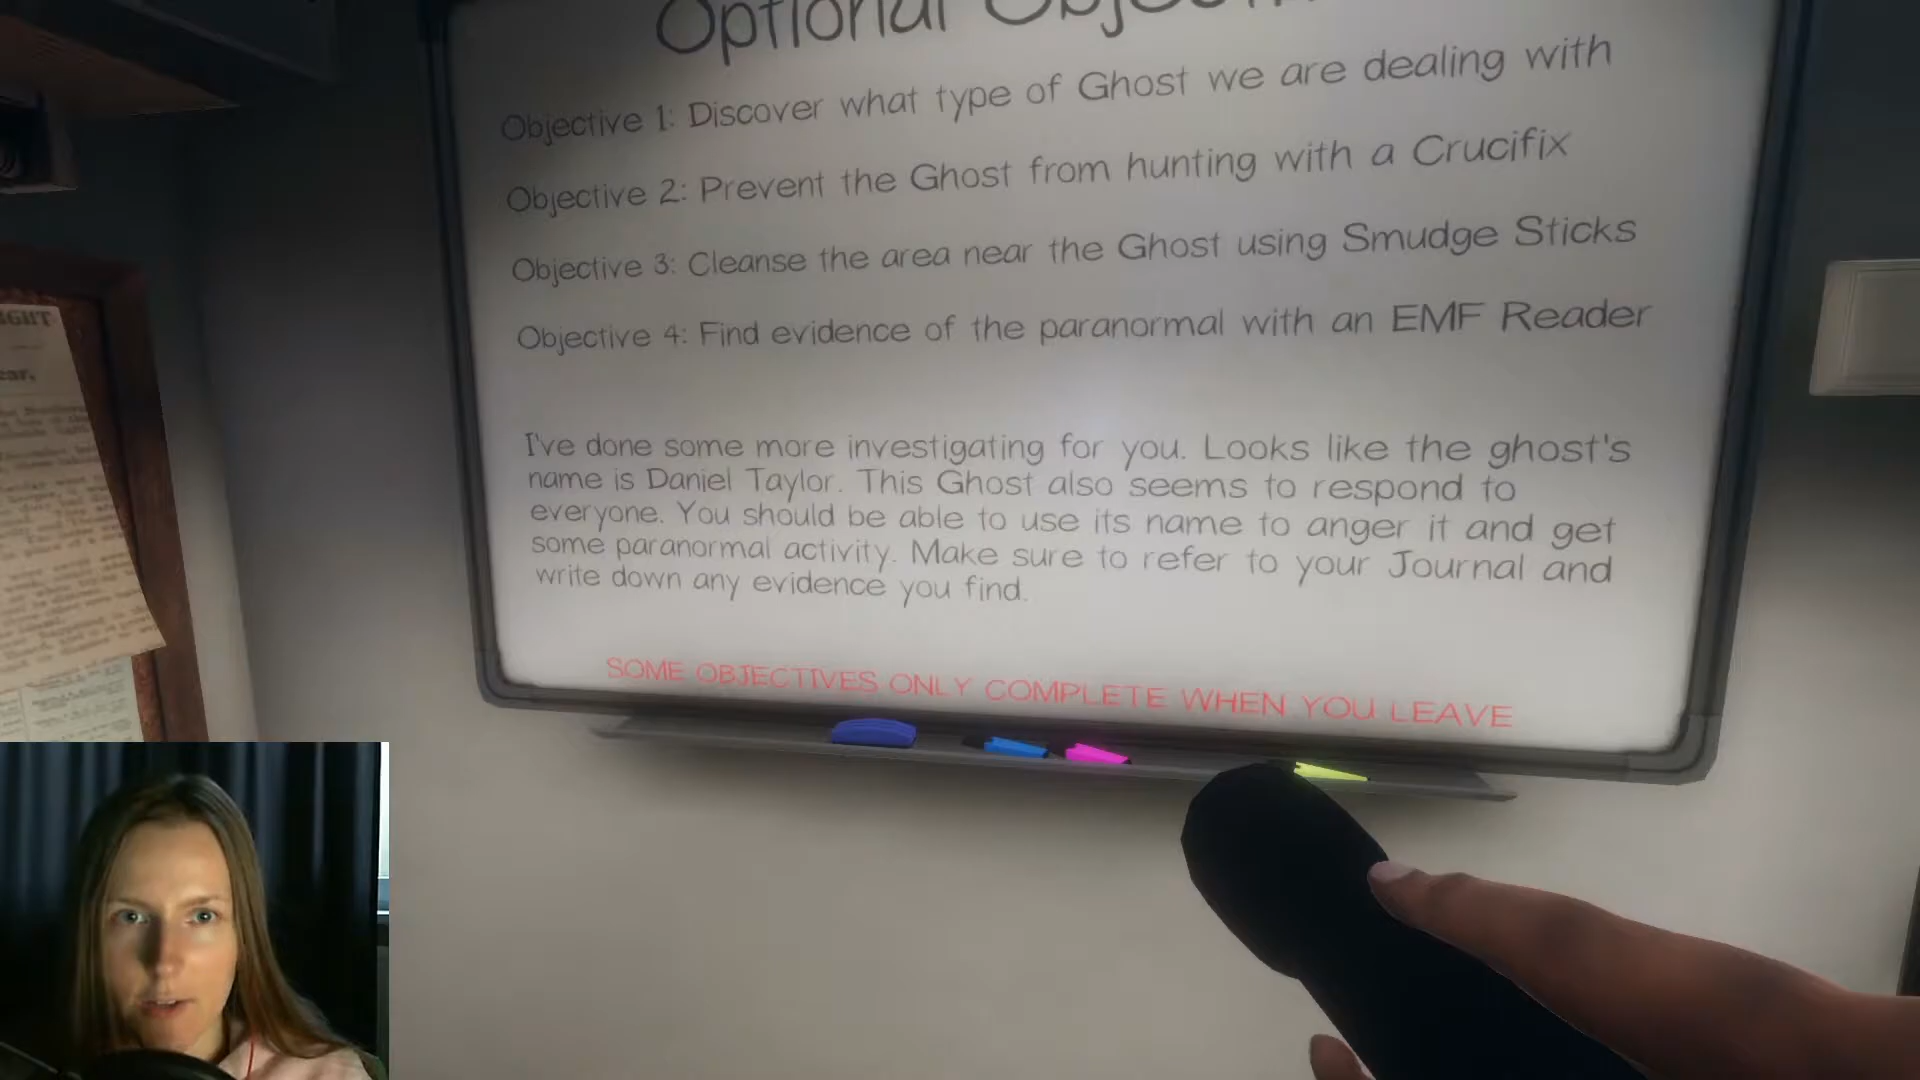 Optional
Objective 1: Discover what type of Ghost we are dealing with
Objective 2: Prevent the Ghost from hunting with a Crucifix
Objective 3: Cleanse the area near the Ghost using Smudge Sticks
Objective 4: Find evidence of the paranormal with an EMF Reader
I've done some more investigating for you. Looks like the ghost's
name is Daniel Taylor. This Ghost also seems to respond to
everyone. You should be able to use its name to anger it and get
some paranormal activity. Make sure to refer to your Journal and
write down any evidence you find.
SOME OBJECTIVES ONLY COMPLETE WHEN YOU LEAVE